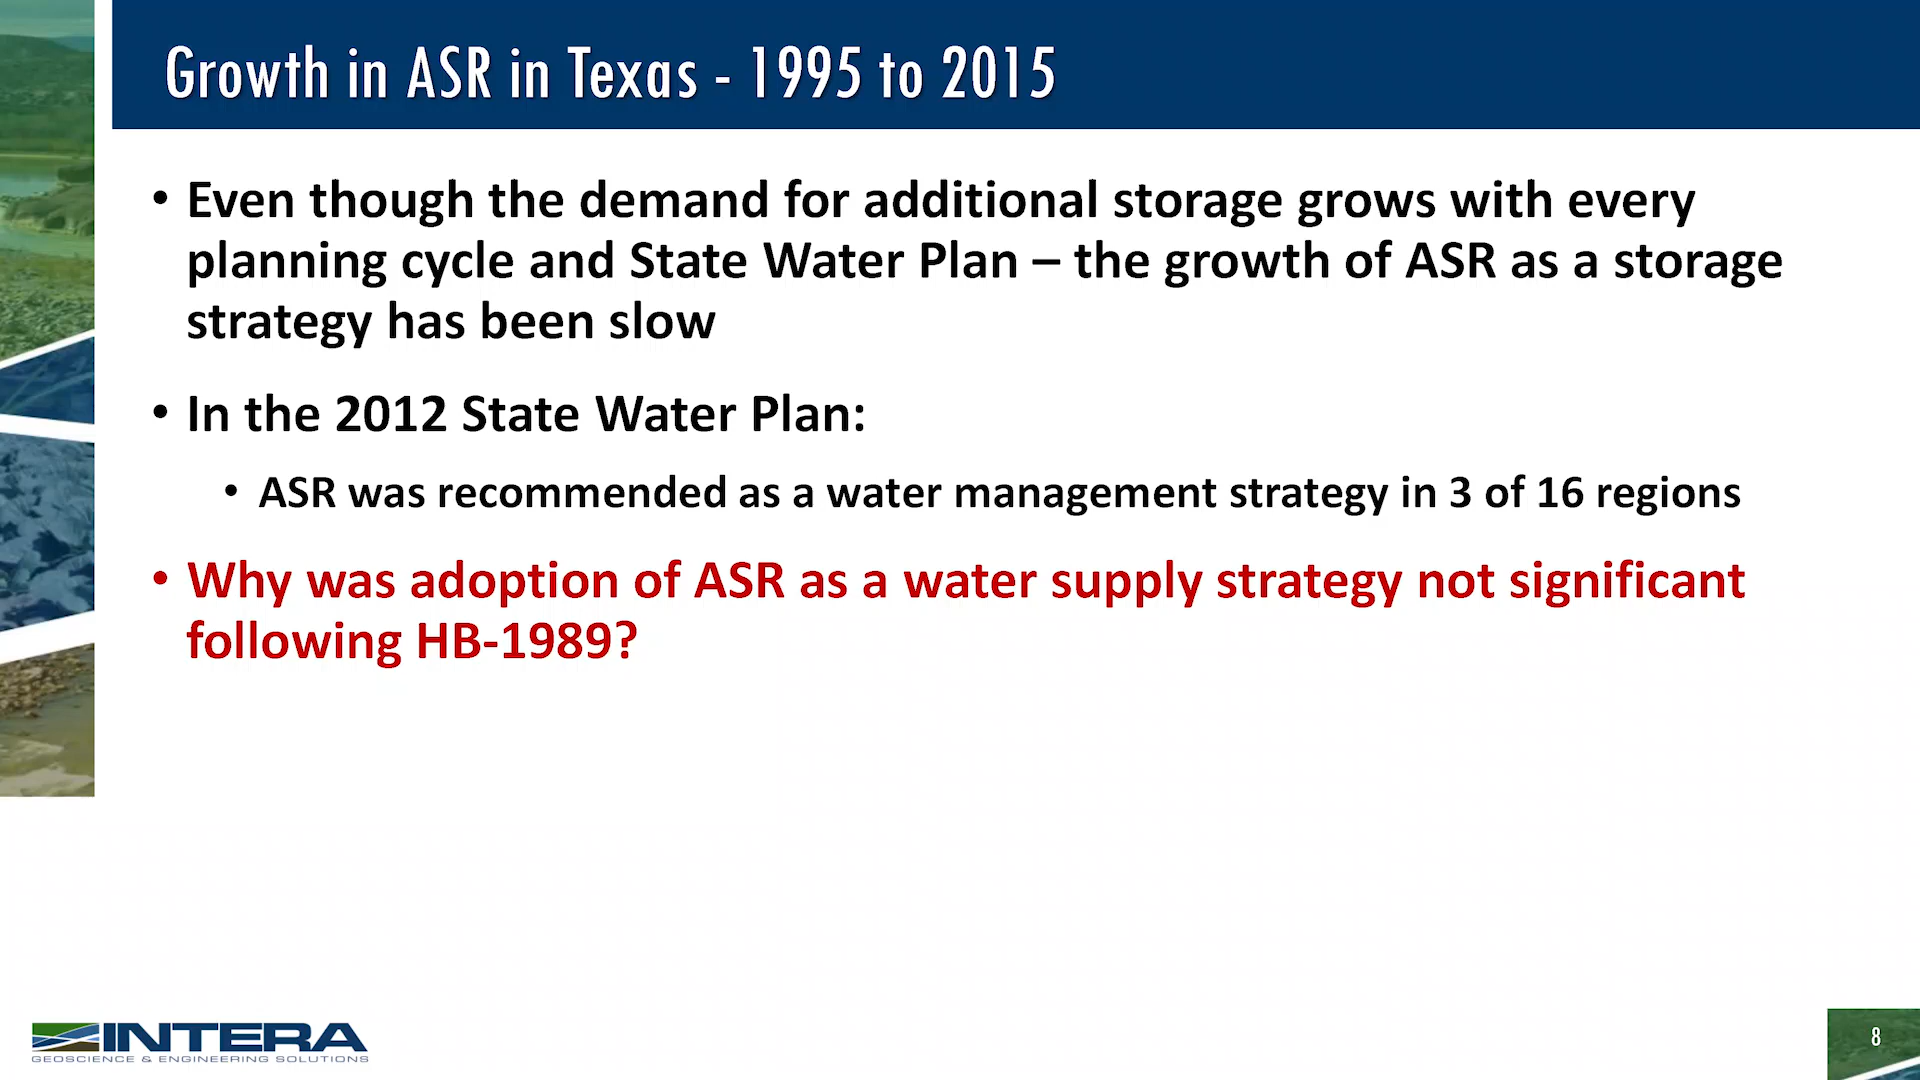 Growth in ASR in Texas - 1995 to 2015
• Even though the demand for additional storage grows with every
planning cycle and State Water Plan – the growth of ASR as a storage
strategy has been slow
• In the 2012 State Water Plan:
• ASR was recommended as a water management strategy in 3 of 16 regions
• Why was adoption of ASR as a water supply strategy not significant
following HB-1989?
INTERA
GEOSCIENCE & ENGINEERING SOLUTIONS
8